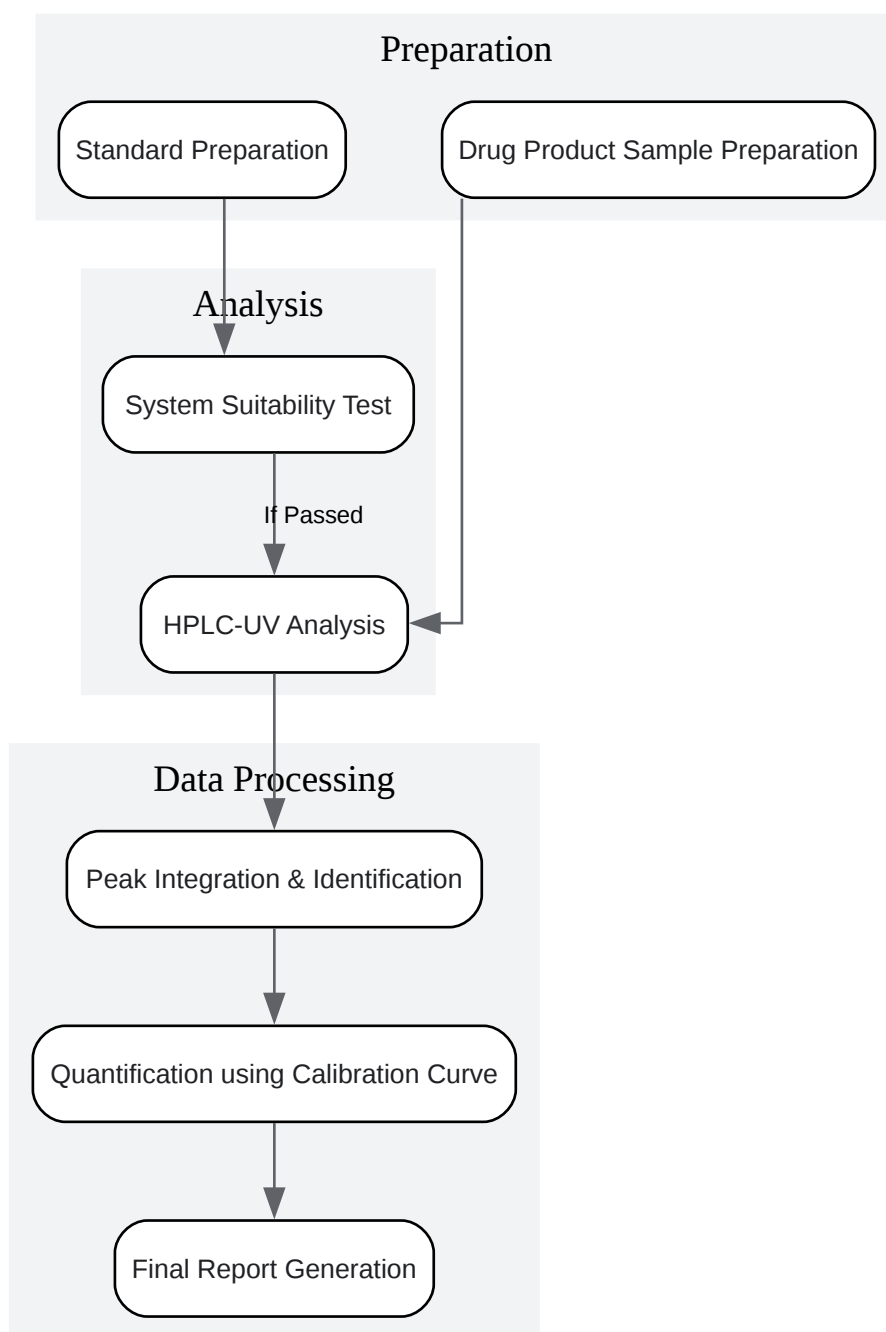 Preparation
Standard Preparation
Drug Product Sample Preparation
Analysis
System Suitability Test
If Passed
HPLC-UV Analysis
Data Processing
Peak Integration & Identification
Quantification using Calibration Curve
Final Report Generation